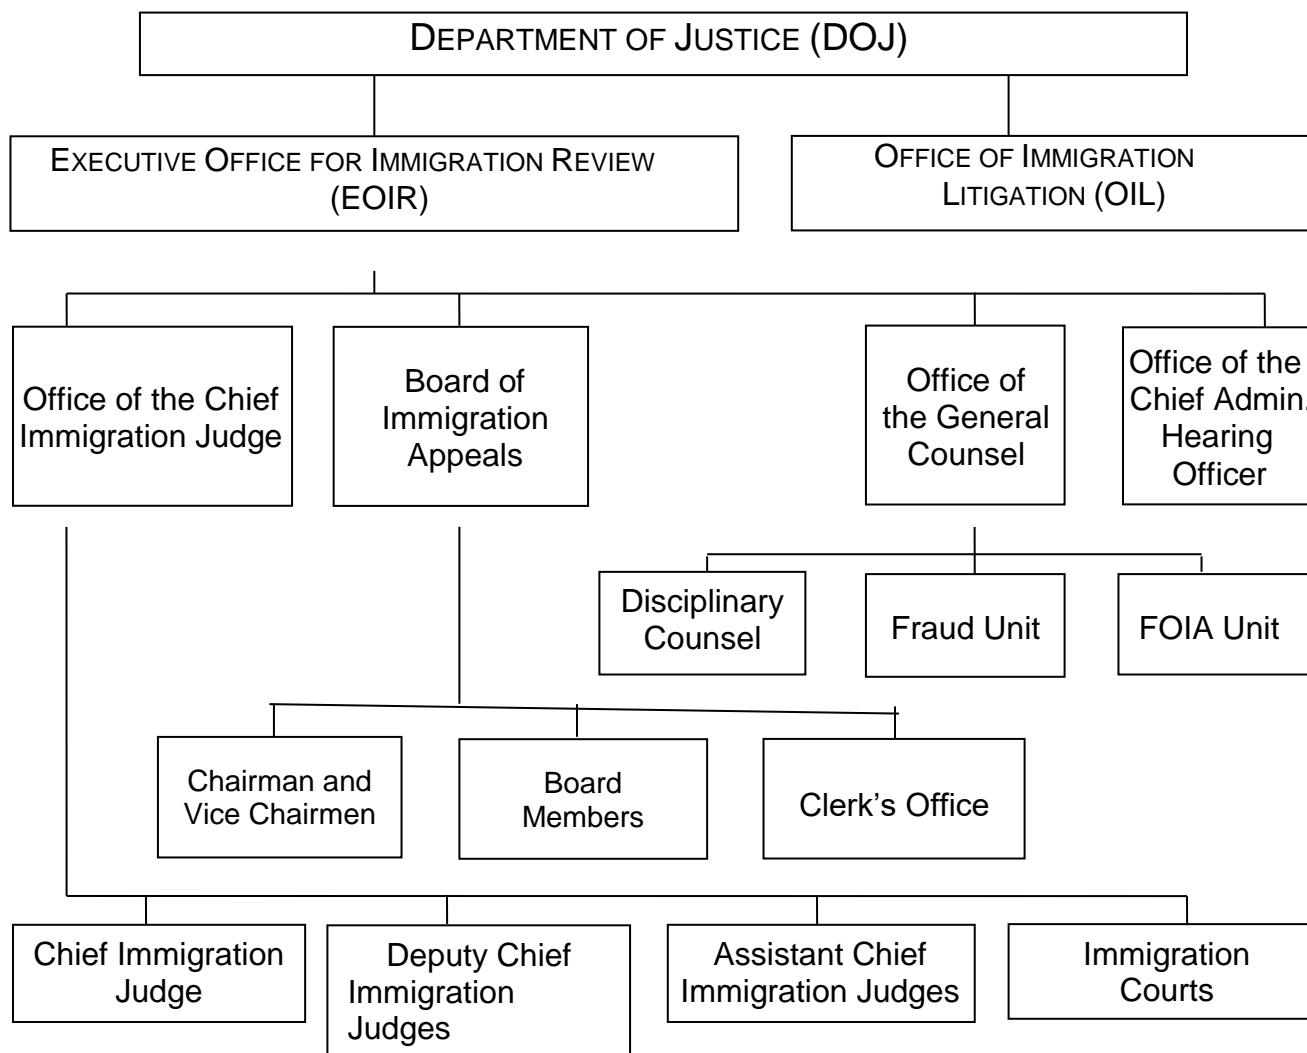 DEPARTMENT OF JUSTICE (DOJ)
EXECUTIVE OFFICE FOR IMMIGRATION REVIEW
(EOIR)
OFFICE OF IMMIGRATION
LITIGATION (OIL)
Office of the Chief
Immigration Judge
Board of
Immigration
Appeals
Office of
the General
Counsel
Office of the
Chief Admin.
Hearing
Officer
Disciplinary
Counsel
Fraud Unit
FOIA Unit
Chairman and
Vice Chairmen
Board
Members
Clerk's Office
Chief Immigration
Judge
Deputy Chief
Immigration
Judges
Assistant Chief
Immigration Judges
Immigration
Courts